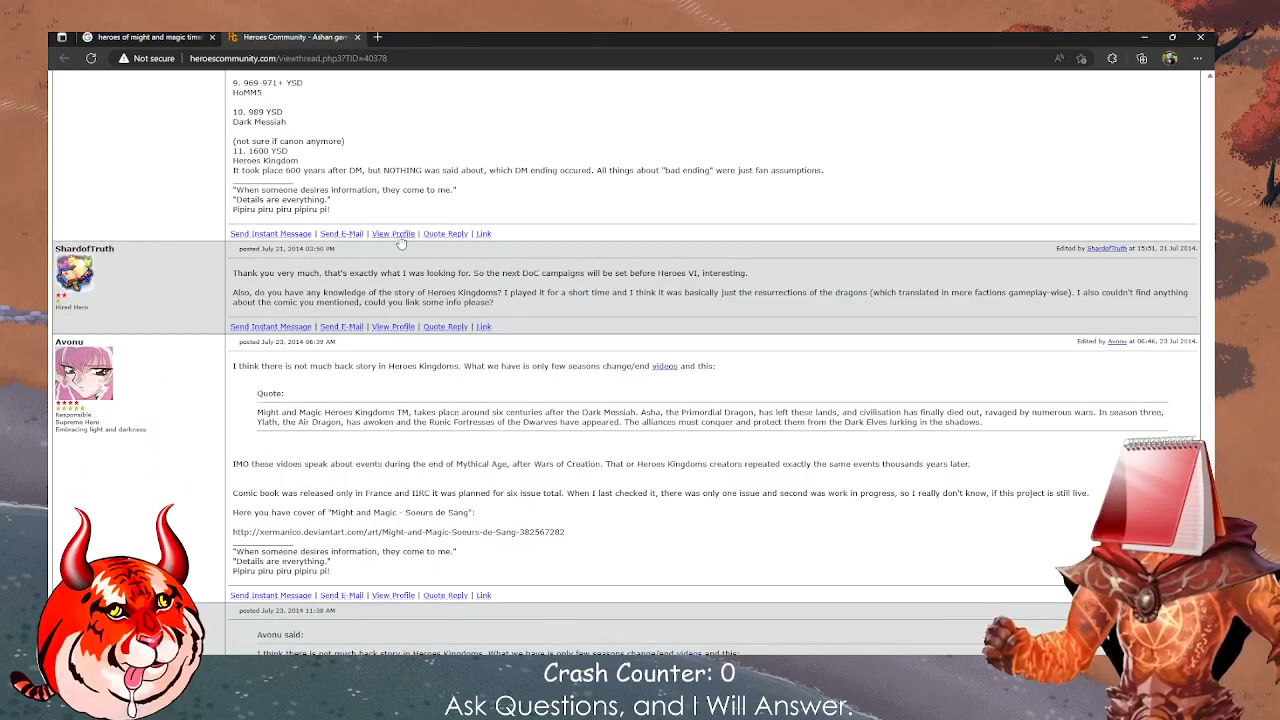 heroes of might and magic time
Heroes Community - Ashan gam
Not secure
heroescommunity.com/viewthread.php3?TID=40378
9. 969-971+ YSD
HoMM5
10. 989 YSD
Dark Messiah
(not sure if canon anymore)
11. 1600 YSD
Heroes Kingdom
It took place 600 years after DM, but NOTHING was said about, which DM ending occured. All things about "bad ending" were just fan assumptions.
"When someone desires information, they come to me."
"Details are everything."
Pipiru piru piru pipiru pi!
Send Instant Message | Send E-Mail | View Profile | Quote Reply | Link
ShardofTruth
posted July 21, 2014 03:50 PM
Edited by ShardofTruth at 15:51, 21 Jul 2014.
Hired Hero
Thank you very much, that's exactly what I was looking for. So the next DoC campaigns will be set before Heroes VI, interesting.
Also, do you have any knowledge of the story of Heroes Kingdoms? I played it for a short time and I think it was basically just the resurrections of the dragons (which translated in more factions gameplay-wise). I also couldn't find anything
about the comic you mentioned, could you link some info please?
Send Instant Message | Send E-Mail | View Profile | Quote Reply | Link
Avonu
posted July 23, 2014 06:39 AM
Edited by Avonu at 06:46, 23 Jul 2014.
Responsible
Supreme Hero
Embracing light and darkness
I think there is not much back story in Heroes Kingdoms. What we have is only few seasons change/end videos and this:
Quote:
Might and Magic Heroes Kingdoms TM, takes place around six centuries after the Dark Messiah. Asha, the Primordial Dragon, has left these lands, and civilisation has finally died out, ravaged by numerous wars. In season three,
Ylath, the Air Dragon, has awoken and the Runic Fortresses of the Dwarves have appeared. The alliances must conquer and protect them from the Dark Elves lurking in the shadows.
IMO these vidoes speak about events during the end of Mythical Age, after Wars of Creation. That or Heroes Kingdoms creators repeated exactly the same events thousands years later.
Comic book was released only in France and IIRC it was planned for six issue total. When I last checked it, there was only one issue and second was work in progress, so I really don't know, if this project is still live.
Here you have cover of "Might and Magic - Soeurs de Sang":
http://xermanico.deviantart.com/art/Might-and-Magic-Soeurs-de-Sang-382567282
"When someone desires information, they come to me."
"Details are everything."
Pipiru piru piru pipiru pi!
Send Instant Message | Send E-Mail | View Profile | Quote Reply | Link
posted July 23, 2014 11:38 AM
Avonu said:
I think there is not much back story in Heroes Kingdoms. What we have is only few seasons change/end videos and this:
Crash Counter: 0
Ask Questions, and I Will Answer.